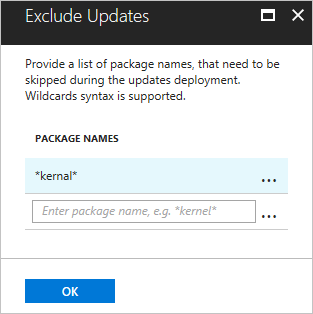 Exclude Updates
Provide a list of package names, that need to be
skipped during the updates deployment.
Wildcards syntax is supported.
PACKAGE NAMES
*kernal*
...
Enter package name, e.g. *kernel*
...
OK